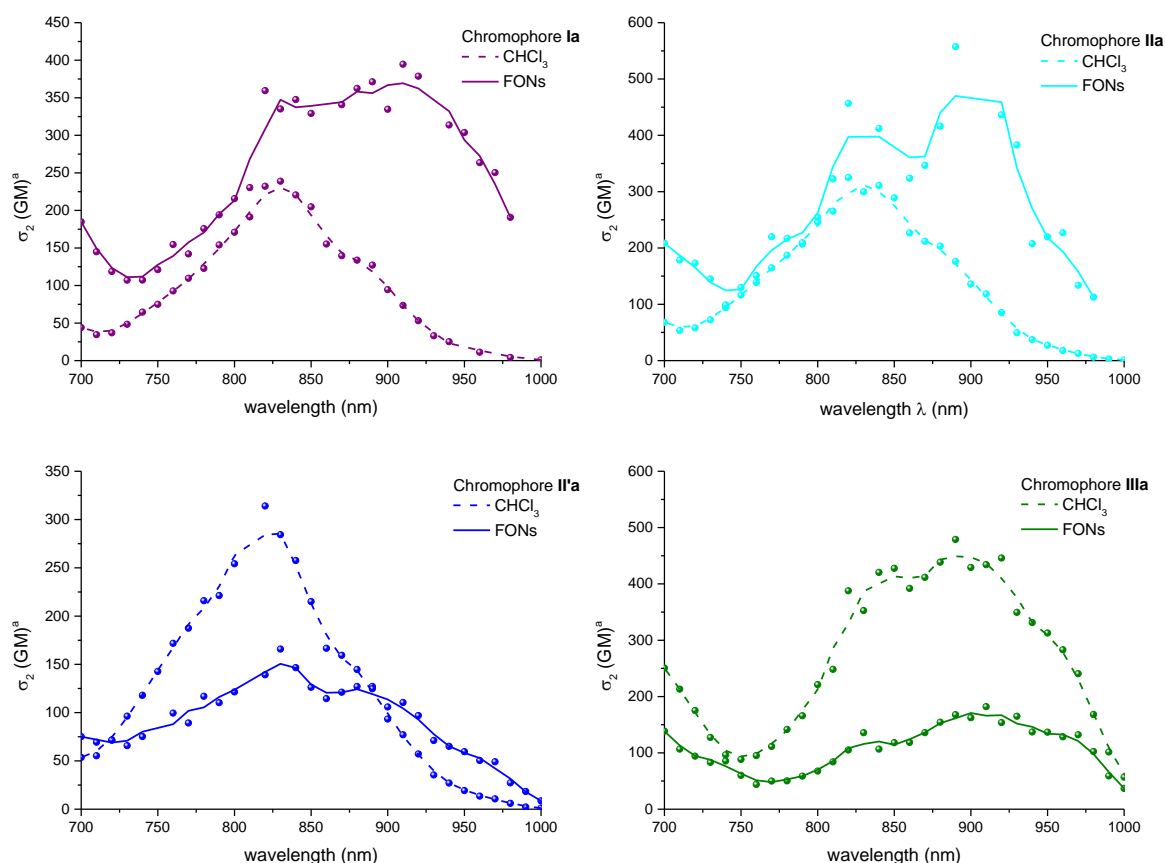 Chromophore Ia
CHCl3
FONs
σ2 (GM)a
450
400
350
300
250
200
150
100
50
0
700 750 800 850 900 950 1000
wavelength (nm)
Chromophore IIa
CHCl3
FONs
σ2 (GM)a
600
500
400
300
200
100
0
700 750 800 850 900 950 1000
wavelength λ (nm)
Chromophore II'a
CHCl3
FONs
σ2 (GM)a
350
300
250
200
150
100
50
0
700 750 800 850 900 950 1000
wavelength (nm)
Chromophore IIIa
CHCl3
FONs
σ2 (GM)a
600
500
400
300
200
100
0
700 750 800 850 900 950 1000
wavelength (nm)